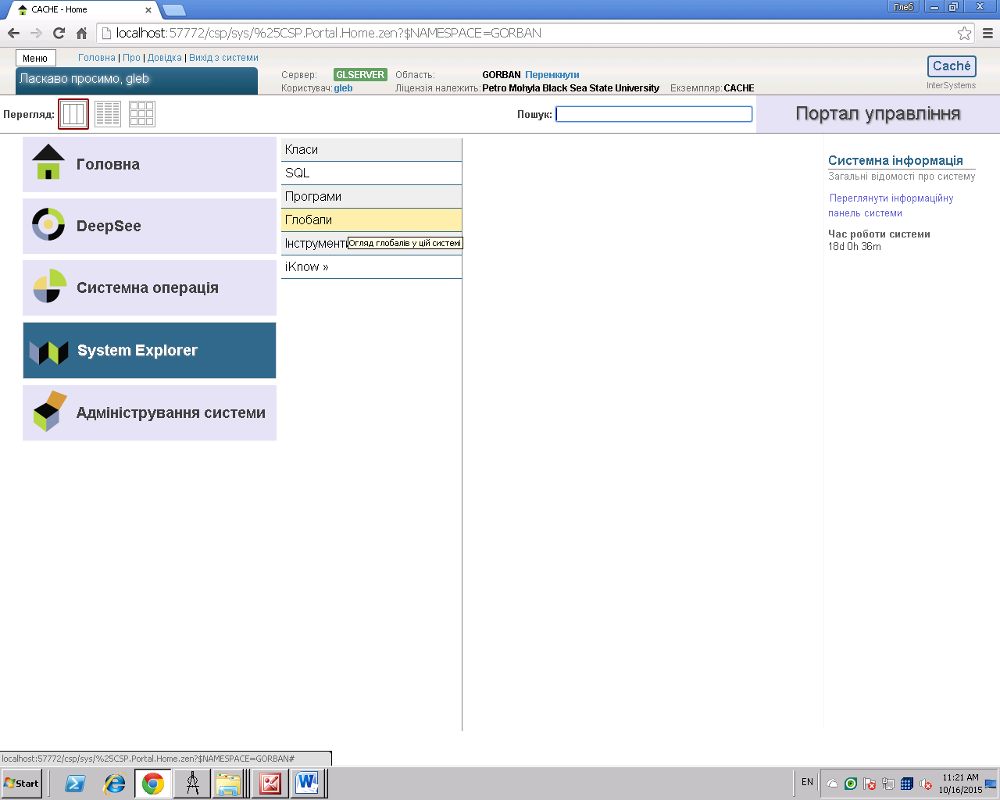 CACHE - Home
Глеб
localhost:57772/csp/sys/%25CSP.Portal.Home.zen?$NAMESPACE=GORBAN
Меню
Головна | Про | Довідка | Вихід з системи
Ласкаво просимо, gleb
Сервер: GLSERVER Область: GORBAN Перемкнути
Користувач: gleb Ліцензія належить: Petro Mohyla Black Sea State University Екземпляр: CACHE
Caché
InterSystems
Перегляд:
Пошук:
Портал управління
Головна
DeepSee
Системна операція
System Explorer
Адміністрування системи
Класи
SQL
Програми
Глобали
Інструменти
Огляд глобалів у цій системі
iKnow »
Системна інформація
Загальні відомості про систему
Переглянути інформаційну
панель системи
Час роботи системи
18d 0h 36m
localhost:57772/csp/sys/%25CSP.Portal.Home.zen?$NAMESPACE=GORBAN#
Start
EN
11:21 AM
10/16/2015